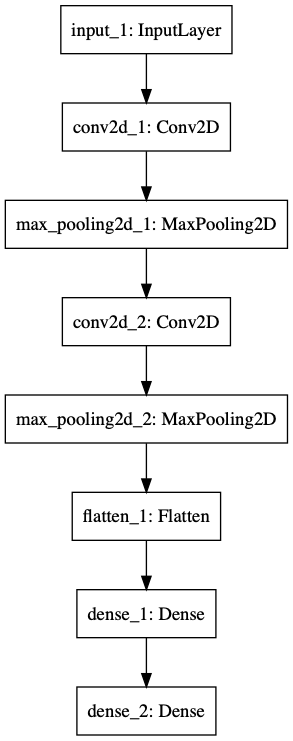 input_1: InputLayer
conv2d_1: Conv2D
max_pooling2d_1: MaxPooling2D
conv2d_2: Conv2D
max_pooling2d_2: MaxPooling2D
flatten_1: Flatten
dense_1: Dense
dense_2: Dense